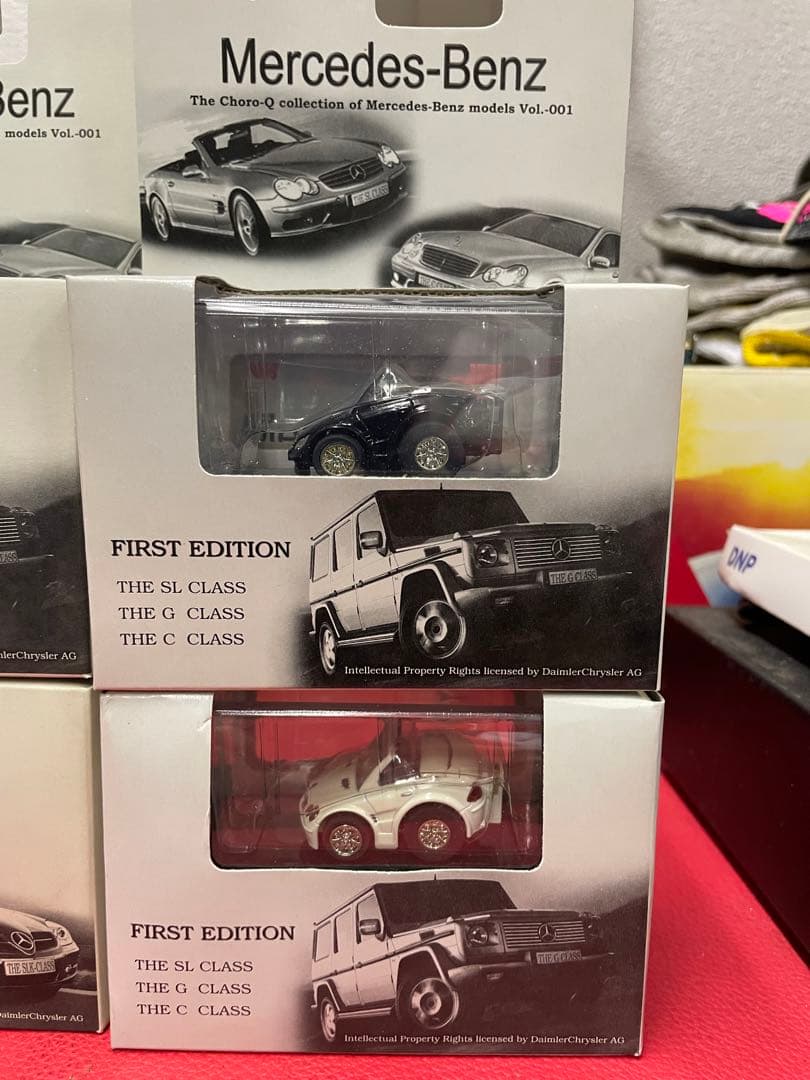 Benz
models Vol.-001
Mercedes-Benz
The Choro-Q collection of Mercedes-Benz models Vol.-001
THE SL CLASS
FIRST EDITION
THE SL CLASS
THE G CLASS
THE C CLASS
THE G CLASS
Intellectual Property Rights licensed by DaimlerChrysler AG
lerChrysler AG
DNP
FIRST EDITION
THE SL CLASS
THE G CLASS
THE C CLASS
THE G CLASS
Intellectual Property Rights licensed by DaimlerChrysler AG
THE SLK-CLASS
DaimlerChrysler AG